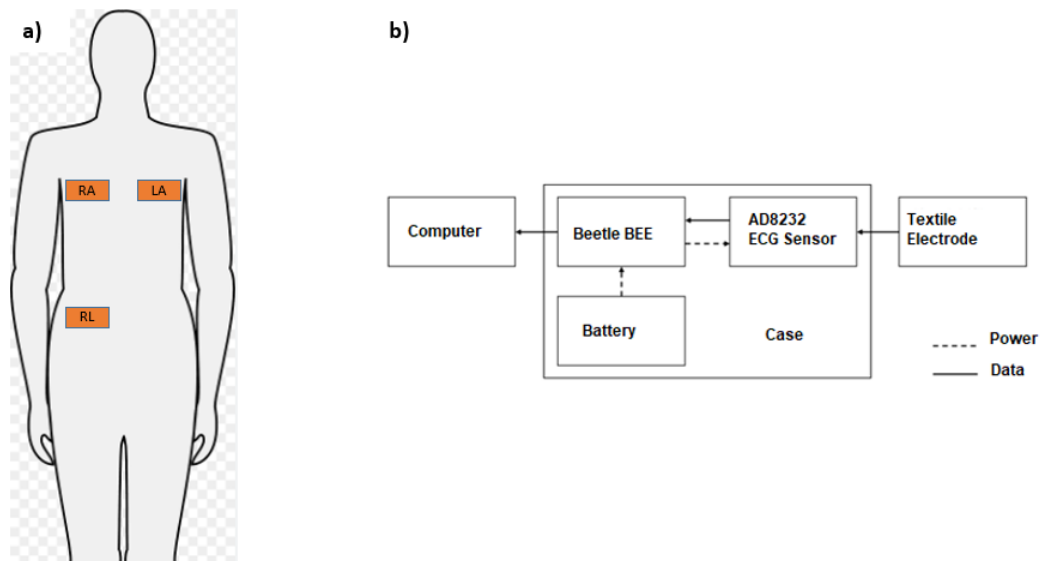 a)
RA
LA
RL
b)
Computer
Beetle BEE
AD8232
ECG Sensor
Textile
Electrode
Battery
Case
Power
Data